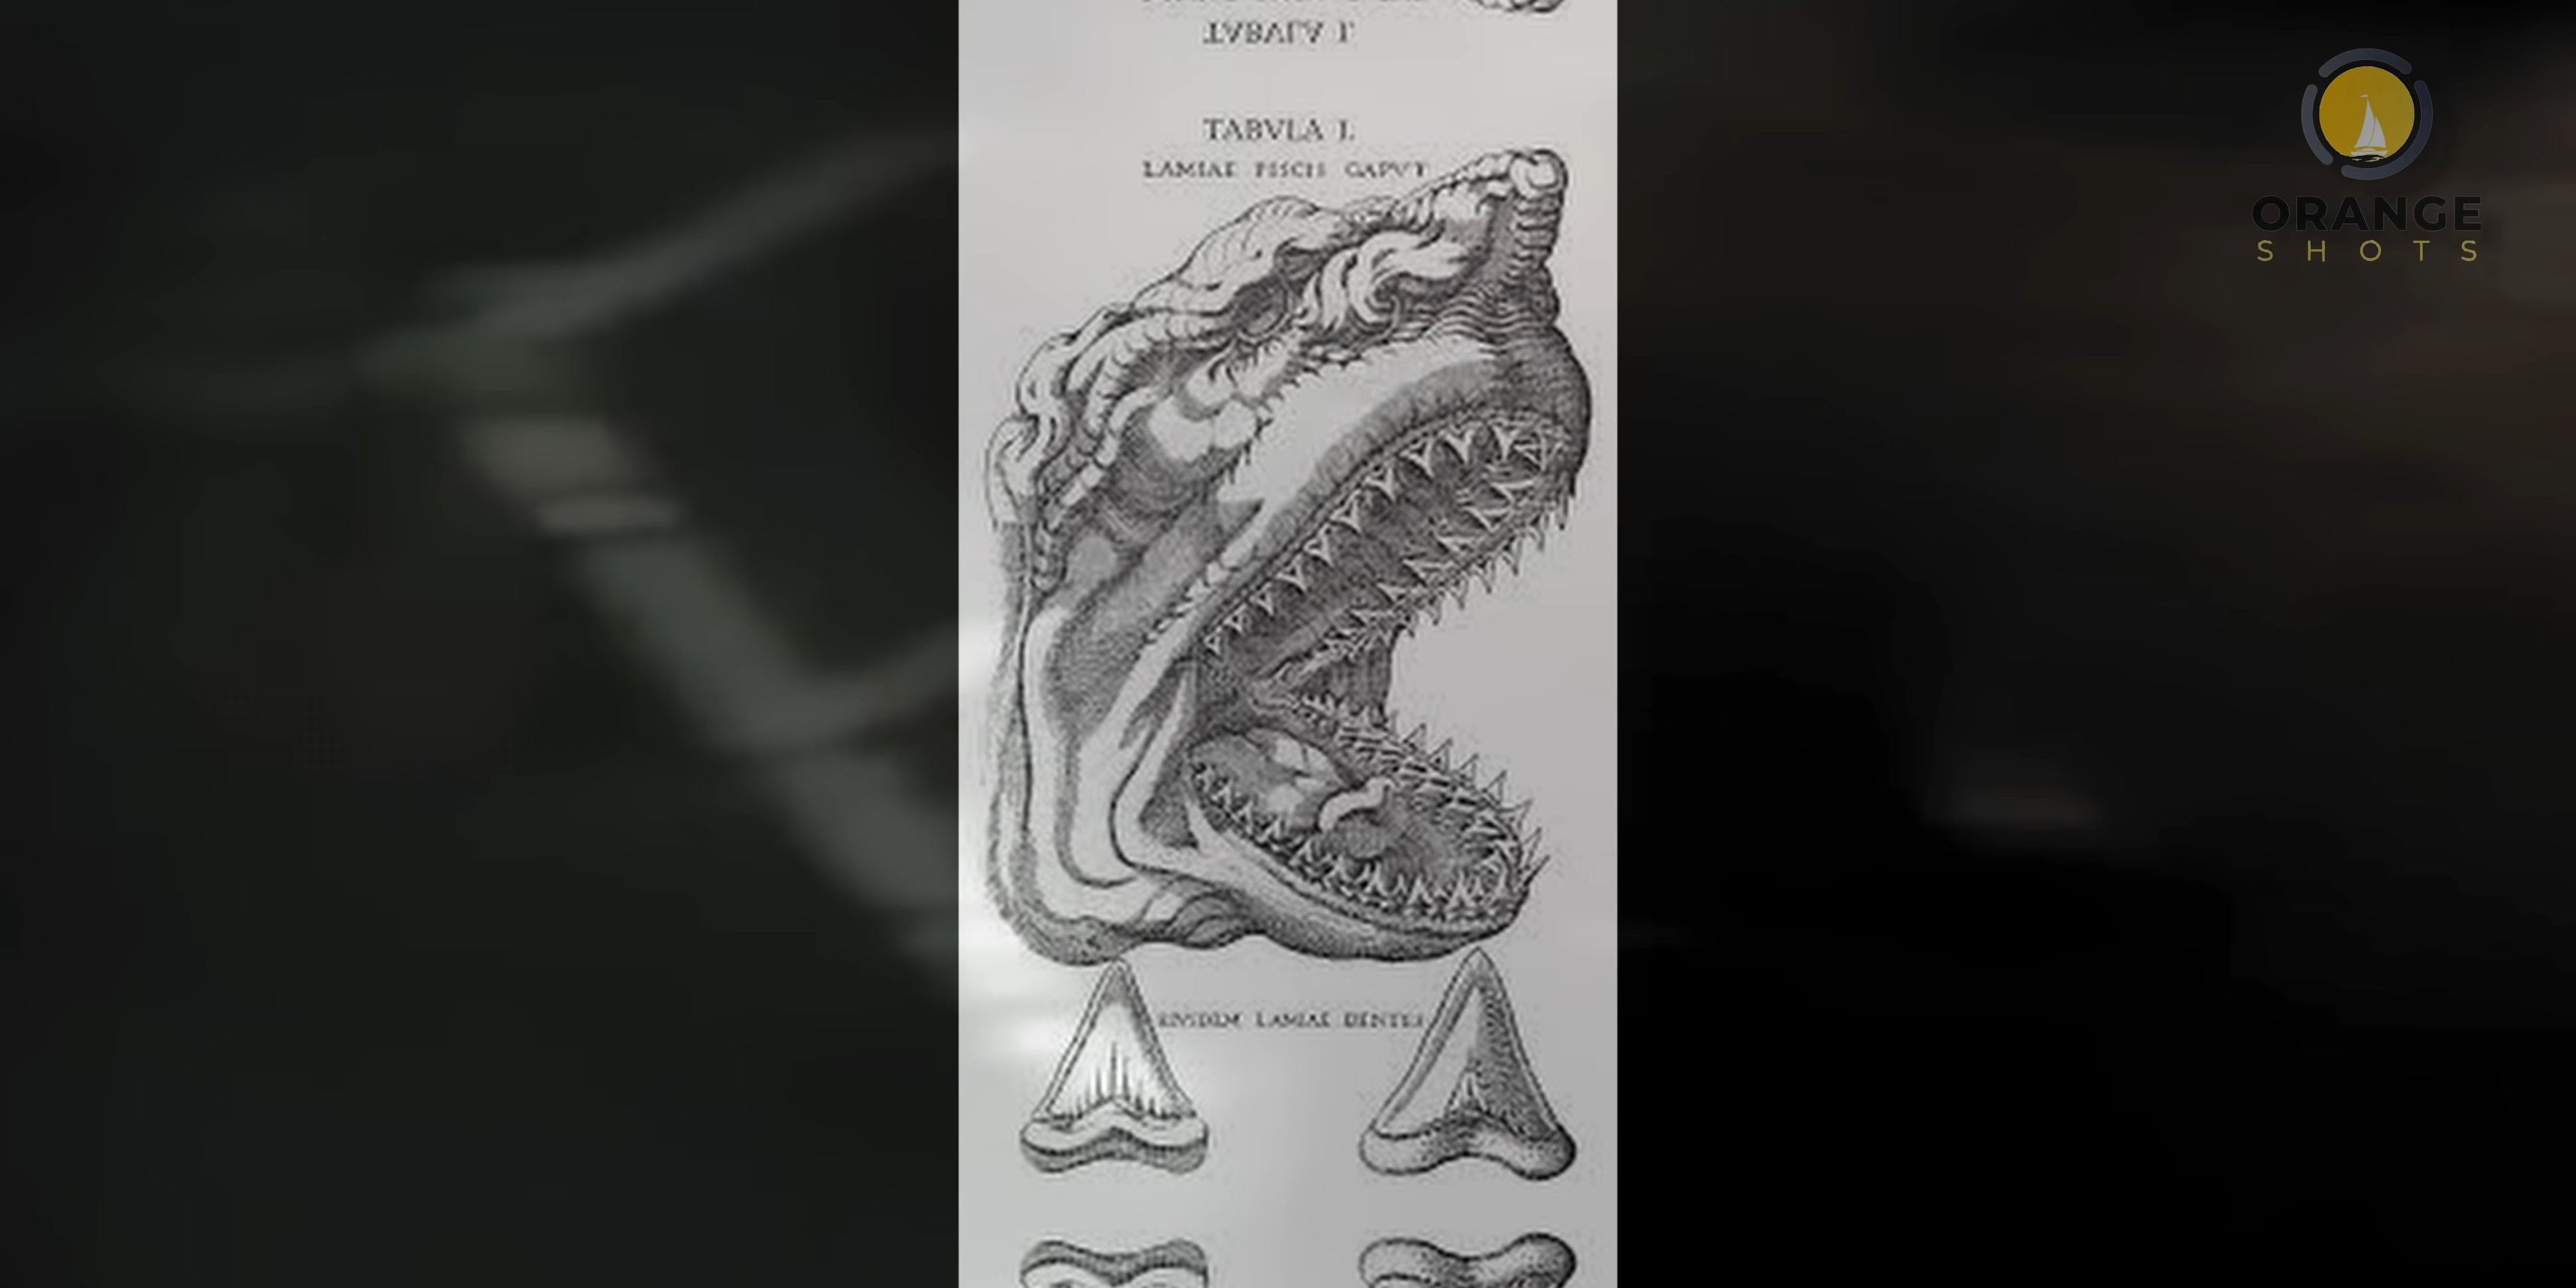 TABVLA I.
LAMIAE PISCIS CAPVT
EIVSDEM LAMIAE DENTES
ORANGE
SHOTS